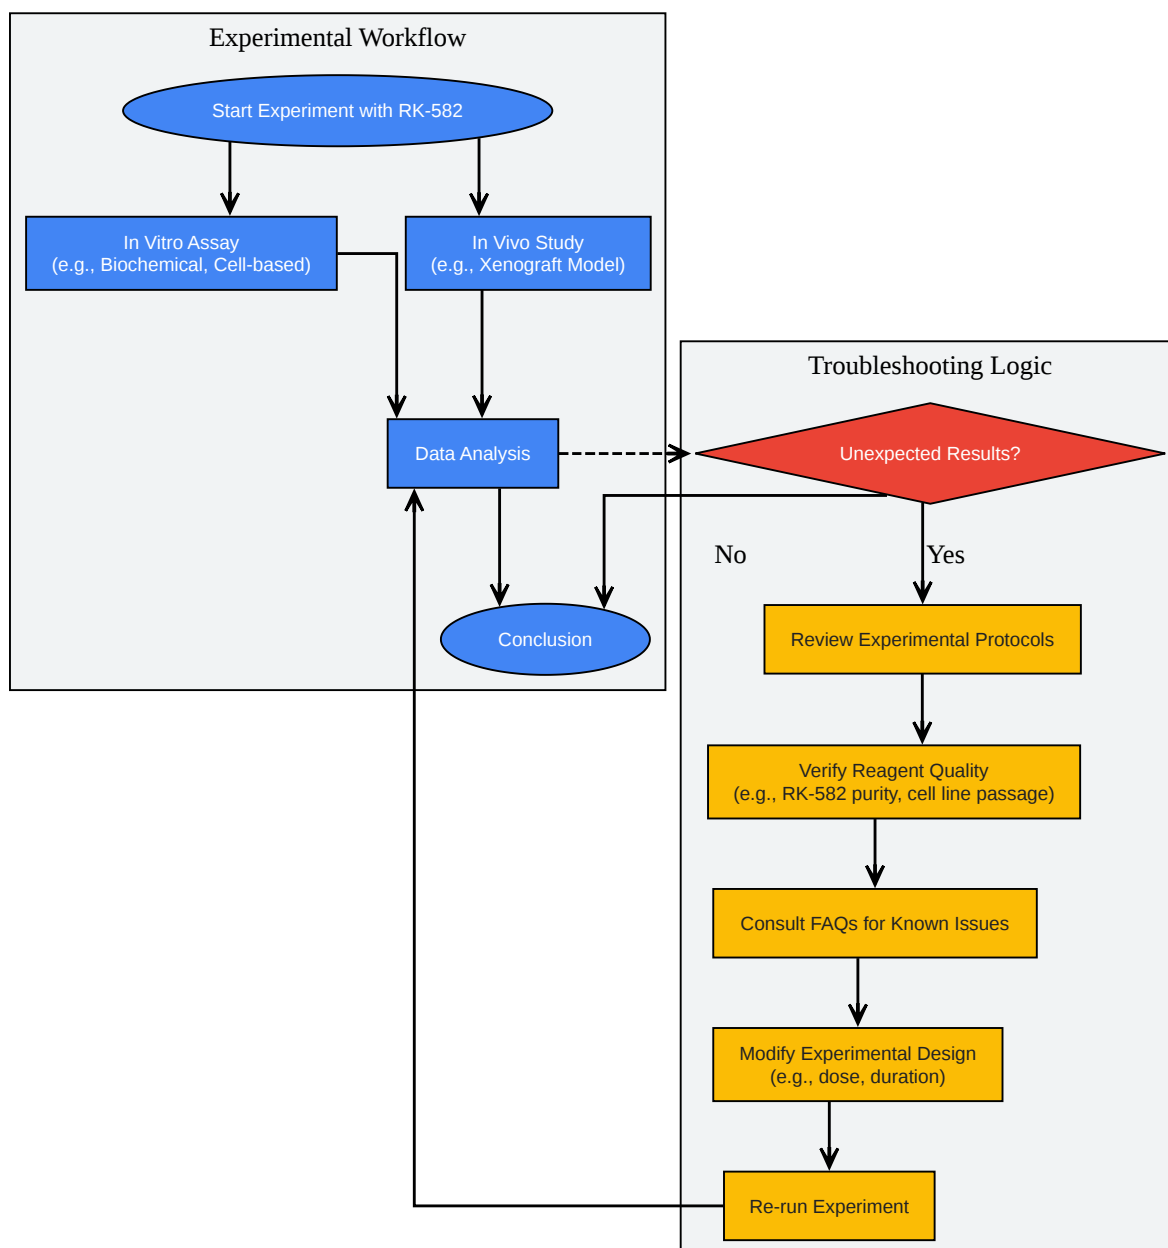 Experimental Workflow
Start Experiment with RK-582
In Vitro Assay
(e.g., Biochemical, Cell-based)
In Vivo Study
(e.g., Xenograft Model)
Data Analysis
Conclusion
Troubleshooting Logic
Unexpected Results?
No
Yes
Review Experimental Protocols
Verify Reagent Quality
(e.g., RK-582 purity, cell line passage)
Consult FAQs for Known Issues
Modify Experimental Design
(e.g., dose, duration)
Re-run Experiment